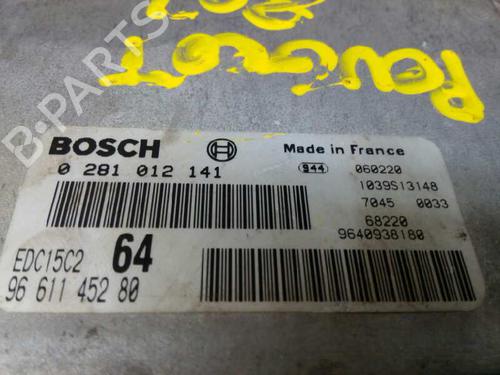 PEUGEOT
B-PARTS
BOSCH
0 281 012 141
Made in France
944 060220
1039S13148
7045 0033
68220
9640938180
EDC15C2 64
96 611 452 80